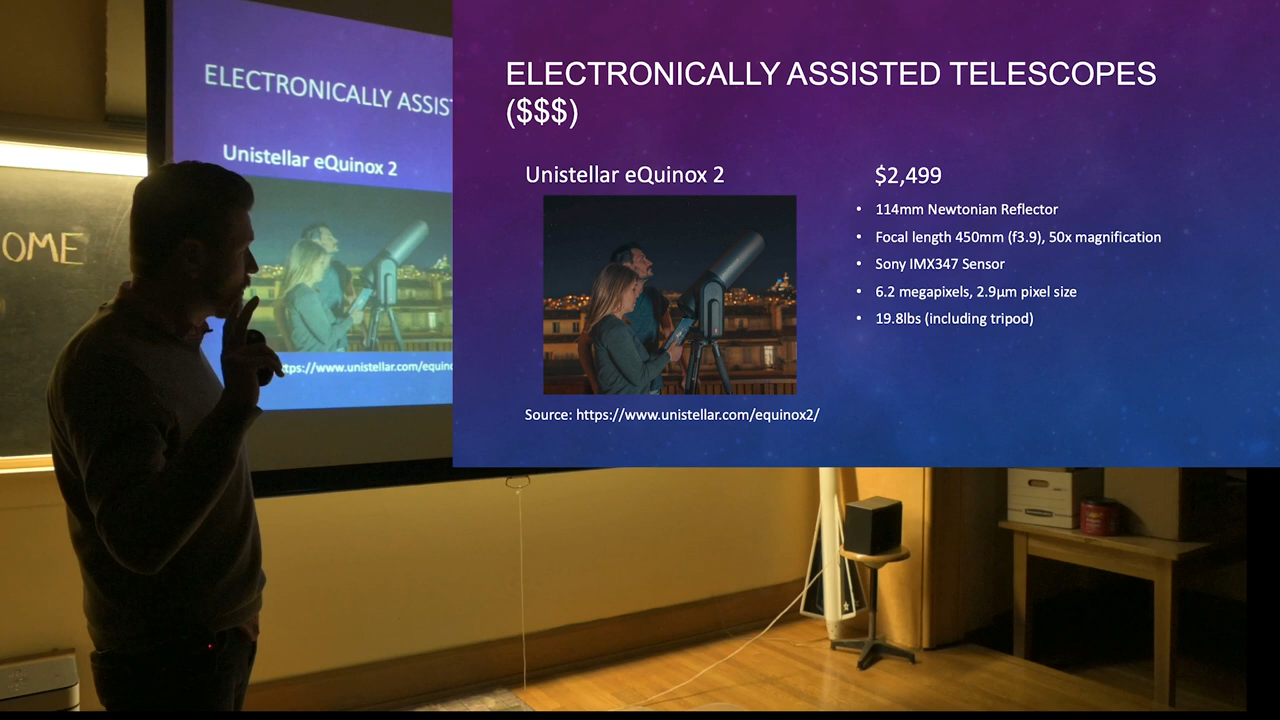 OME
ELECTRONICALLY ASSIS
Unistellar eQuinox 2
ttps://www.unistellar.com/equino
ELECTRONICALLY ASSISTED TELESCOPES
($$$)
Unistellar eQuinox 2
Source: https://www.unistellar.com/equinox2/
$2,499
• 114mm Newtonian Reflector
• Focal length 450mm (f3.9), 50x magnification
• Sony IMX347 Sensor
• 6.2 megapixels, 2.9μm pixel size
• 19.8lbs (including tripod)